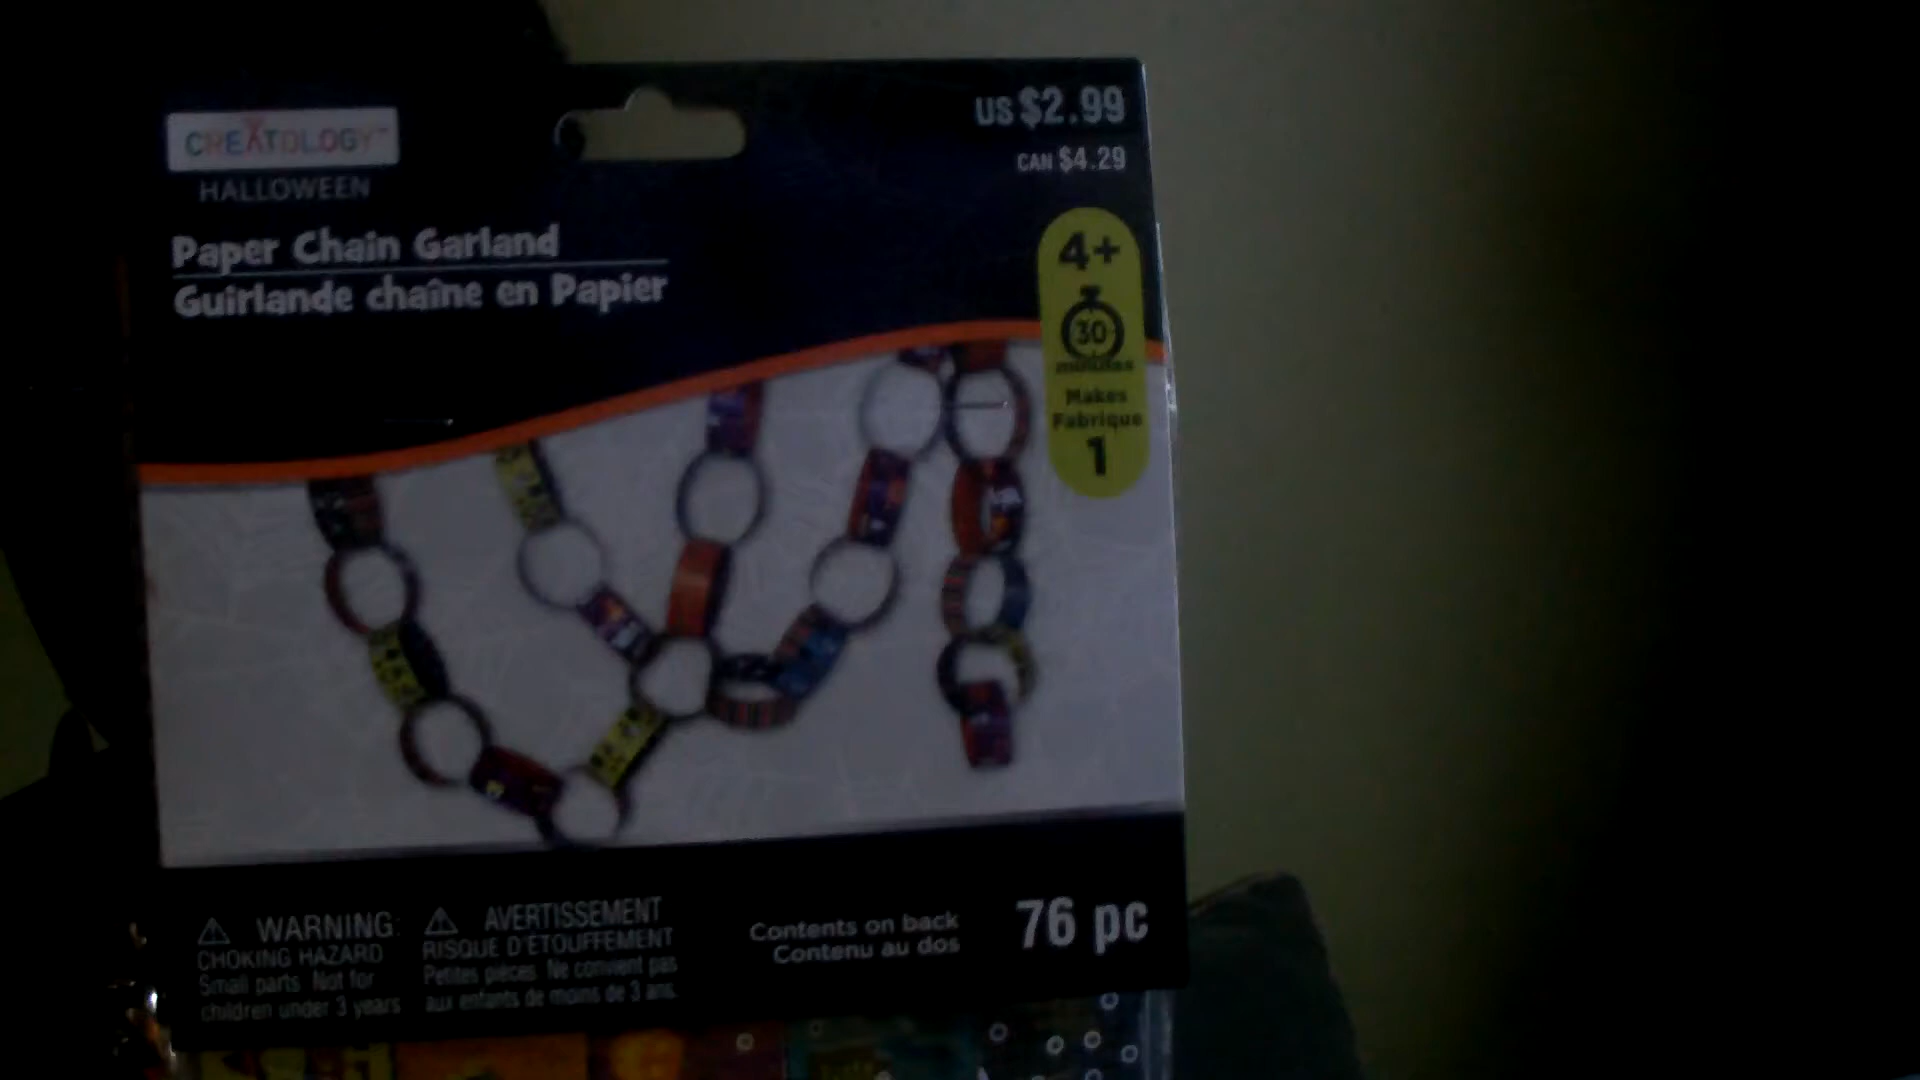 CREATOLOGY™
HALLOWEEN
Paper Chain Garland
Guirlande chaîne en Papier
US $2.99
CAN $4.29
4+
30
minutes
Makes
Fabrique
1
⚠ WARNING:
CHOKING HAZARD
Small parts. Not for
children under 3 years.
⚠ AVERTISSEMENT
RISQUE D'ÉTOUFFEMENT
Petites pièces. Ne convient pas
aux enfants de moins de 3 ans.
Contents on back
Contenu au dos
76 pc